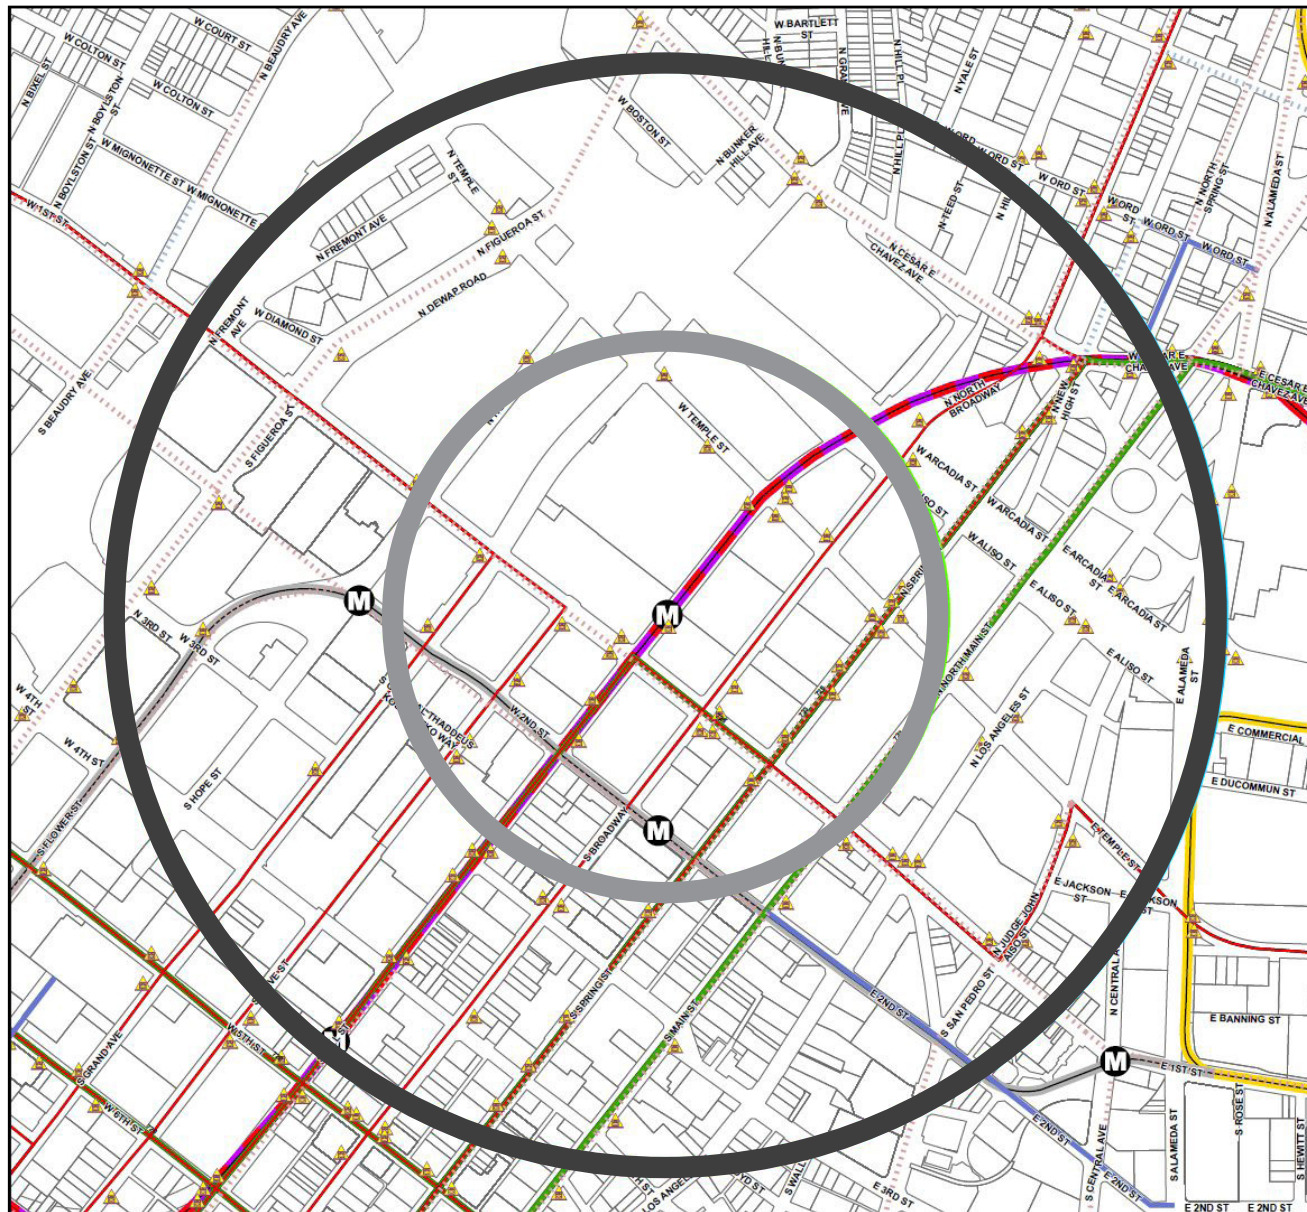 W BARTLETT
ST
W COURT ST
W COLTON ST
N BEAUDRY AVE
N BIXEL ST
N BOYLSTON
ST
W COLTON ST
N HILL PL
N YALE ST
W BOSTON ST
N BUNKER
HILL AVE
W MIGNONETTE ST
W MIGNONETTE
N BOYLSTON ST
N TEMPLE
ST
N HILL PL
W ORD ST
W ORD ST
N NORTH
SPRING ST
N ALAMEDA ST
W 1ST ST
N FREMONT AVE
N FIGUEROA ST
N TEED ST
W ORD
ST
W ORD ST
W ORD ST
N CESAR E
CHAVEZ AVE
N DEWAP ROAD
W DIAMOND ST
N FREMONT
AVE
S BEAUDRY AVE
E CESAR E
CHAVEZ AVE
N NORTH
BROADWAY
N NEW
HIGH ST
W TEMPLE ST
S FIGUEROA ST
W ARCADIA ST
W ARCADIA ST
W ALISO ST
E ARCADIA
ST
E ARCADIA ST
E ALISO ST
E ALISO ST
N 3RD ST
W 3RD ST
M
M
N NORTH MAIN ST
E ALAMEDA
ST
W 4TH
ST
W 4TH ST
W 2ND ST
N LOS ANGELES ST
E COMMERCIAL
E DUCOMMUN ST
S HOPE ST
S FLOWER ST
S BROADWAY
M
E TEMPLE ST
E JACKSON
ST
N JUDGE JOHN
AISO ST
S SPRING ST
S MAIN ST
E 2ND ST
S SAN PEDRO ST
E BANNING ST
W 5TH ST
S GRAND AVE
W 6TH ST
M
E 1ST ST
E 2ND ST
S ALAMEDA ST
S ROSE ST
S HEWITT ST
S CENTRAL AVE
E 3RD ST
E 2ND ST
E 2ND ST
E 2ND ST